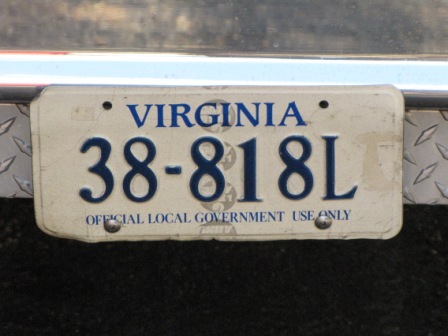 VIRGINIA
38-818L
OFFICIAL LOCAL GOVERNMENT USE ONLY